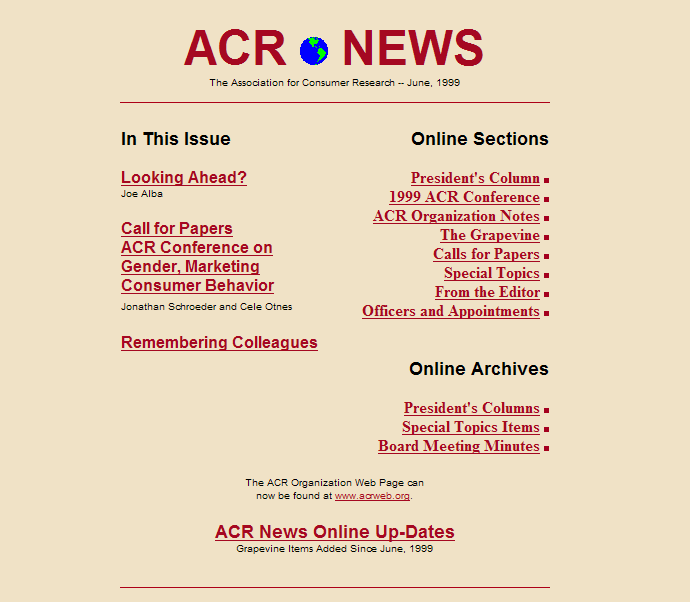 ACR NEWS
The Association for Consumer Research -- June, 1999
In This Issue
Looking Ahead?
Joe Alba
Call for Papers
ACR Conference on
Gender, Marketing
Consumer Behavior
Jonathan Schroeder and Cele Otnes
Remembering Colleagues
Online Sections
President's Column
1999 ACR Conference
ACR Organization Notes
The Grapevine
Calls for Papers
Special Topics
From the Editor
Officers and Appointments
Online Archives
President's Columns
Special Topics Items
Board Meeting Minutes
The ACR Organization Web Page can
now be found at www.acrweb.org.
ACR News Online Up-Dates
Grapevine Items Added Since June, 1999